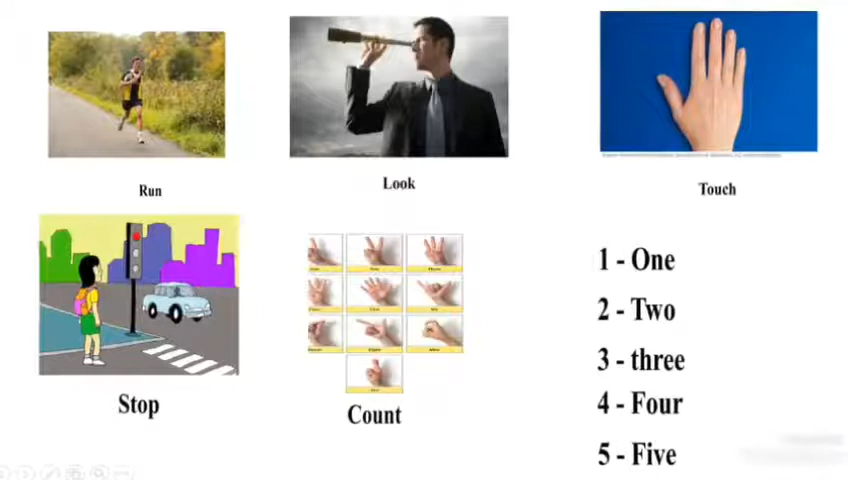 Run
Look
Touch
Stop
Count
1 - One
2 - Two
3 - three
4 - Four
5 - Five